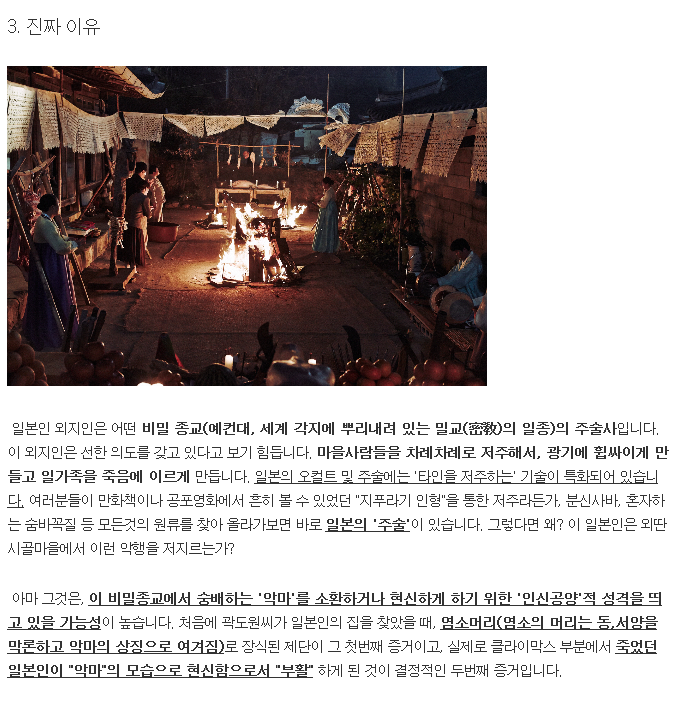 3. 진짜 이유
일본인 외지인은 어떤 비밀 종교(예컨대, 세계 각지에 뿌리내려 있는 밀교(密敎)의 일종)의 주술사입니다.
이 외지인은 선한 의도를 갖고 있다고 보기 힘듭니다. 마을사람들을 차례차례로 저주해서, 광기에 휩싸이게 만
들고 일가족을 죽음에 이르게 만듭니다. 일본의 오컬트 및 주술에는 '타인을 저주하는' 기술이 특화되어 있습니
다. 여러분들이 만화책이나 공포영화에서 흔히 볼 수 있었던 "지푸라기 인형"을 통한 저주라든가, 분신사바, 혼자하
는 숨바꼭질 등 모든것의 원류를 찾아 올라가보면 바로 일본의 '주술'이 있습니다. 그렇다면 왜? 이 일본인은 외딴
시골마을에서 이런 악행을 저지르는가?
아마 그것은, 이 비밀종교에서 숭배하는 '악마'를 소환하거나 현신하게 하기 위한 '인신공양'적 성격을 띄
고 있을 가능성이 높습니다. 처음에 곽도원씨가 일본인의 집을 찾았을 때, 염소머리(염소의 머리는 동,서양을
막론하고 악마의 상징으로 여겨짐)로 장식된 제단이 그 첫번째 증거이고, 실제로 클라이막스 부분에서 죽었던
일본인이 "악마"의 모습으로 현신함으로서 "부활" 하게 된 것이 결정적인 두번째 증거입니다.